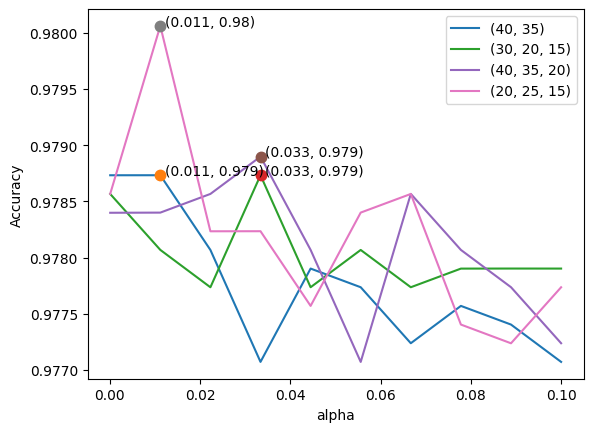 0.9800
0.9795
0.9790
0.9785
0.9780
0.9775
0.9770
Accuracy
(0.011, 0.98)
(0.033, 0.979)
(0.011, 0.979)
(0.033, 0.979)
(40, 35)
(30, 20, 15)
(40, 35, 20)
(20, 25, 15)
0.00 0.02 0.04 0.06 0.08 0.10
alpha